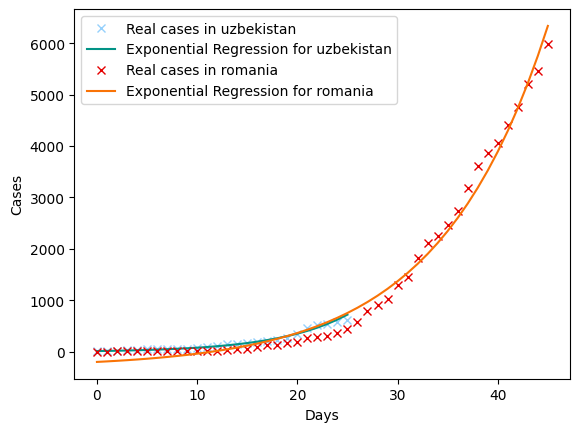 Real cases in uzbekistan
Exponential Regression for uzbekistan
Real cases in romania
Exponential Regression for romania
6000
5000
4000
3000
2000
1000
0
Cases
0 10 20 30 40
Days